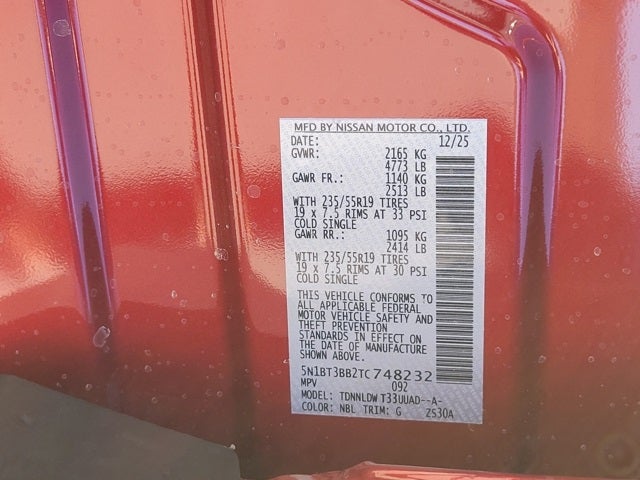 MFD BY NISSAN MOTOR CO., LTD.
DATE: 12/25
GVWR: 2165 KG
4773 LB
GAWR FR.: 1140 KG
2513 LB
WITH 235/55R19 TIRES
19 x 7.5 RIMS AT 33 PSI
COLD SINGLE
GAWR RR.: 1095 KG
2414 LB
WITH 235/55R19 TIRES
19 x 7.5 RIMS AT 30 PSI
COLD SINGLE
THIS VEHICLE CONFORMS TO
ALL APPLICABLE FEDERAL
MOTOR VEHICLE SAFETY AND
THEFT PREVENTION
STANDARDS IN EFFECT ON
THE DATE OF MANUFACTURE
SHOWN ABOVE.
5N1BT3BB2TC748232
MPV 092
MODEL: TDNNLDW T33UUAD--A-
COLOR: NBL TRIM: G 2S30A